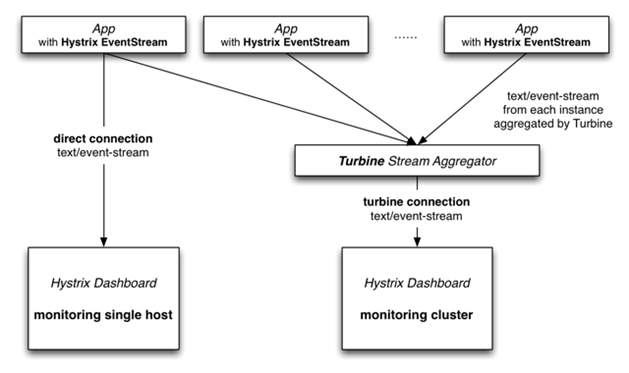 App
with Hystrix EventStream
App
with Hystrix EventStream
......
App
with Hystrix EventStream
text/event-stream
from each instance
aggregated by Turbine
direct connection
text/event-stream
Turbine Stream Aggregator
turbine connection
text/event-stream
Hystrix Dashboard
monitoring single host
Hystrix Dashboard
monitoring cluster